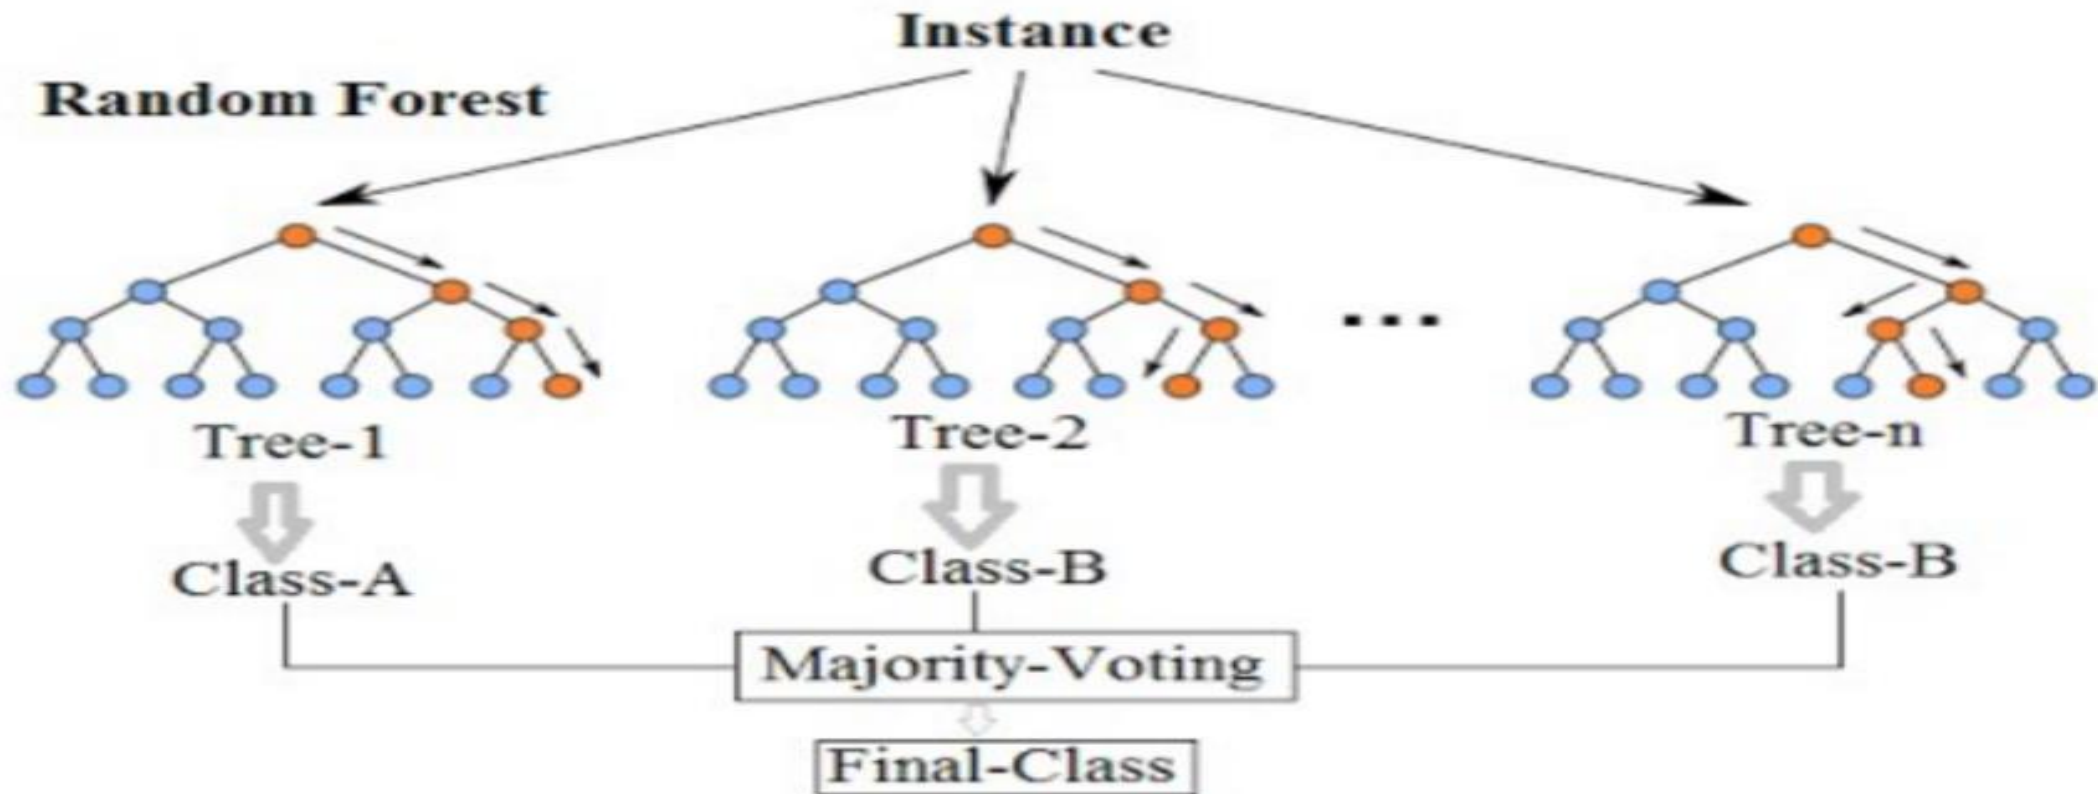 Instance
Random Forest
...
Tree-1
Tree-2
Tree-n
Class-A
Class-B
Class-B
Majority-Voting
Final-Class